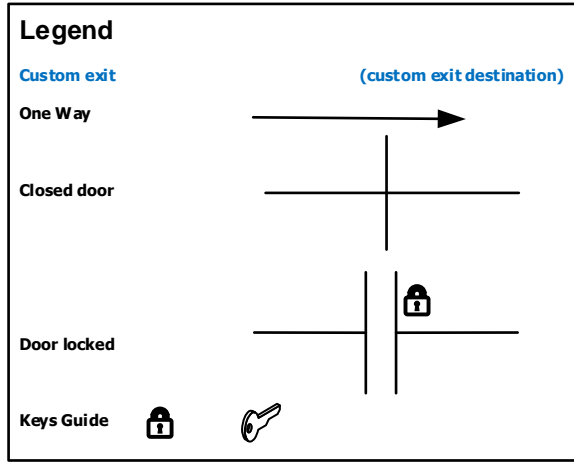 Legend
Custom exit (custom exit destination)
One Way
Closed door
Door locked
Keys Guide